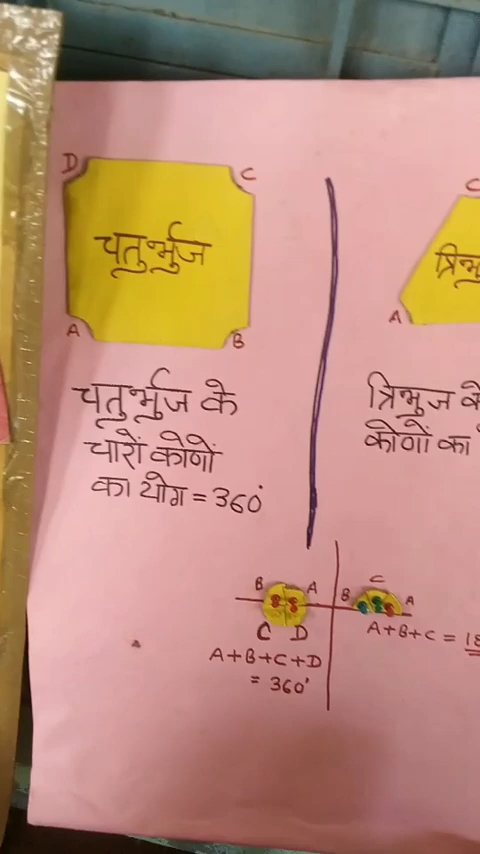 D
C
चतुर्भुज
A
B
चतुर्भुज के
चारों कोणों
का योग = 360°
C
A
त्रिभुज
कोणों का
B
A
C
D
A+B+C+D
= 360°
C
B
A
A+B+C =